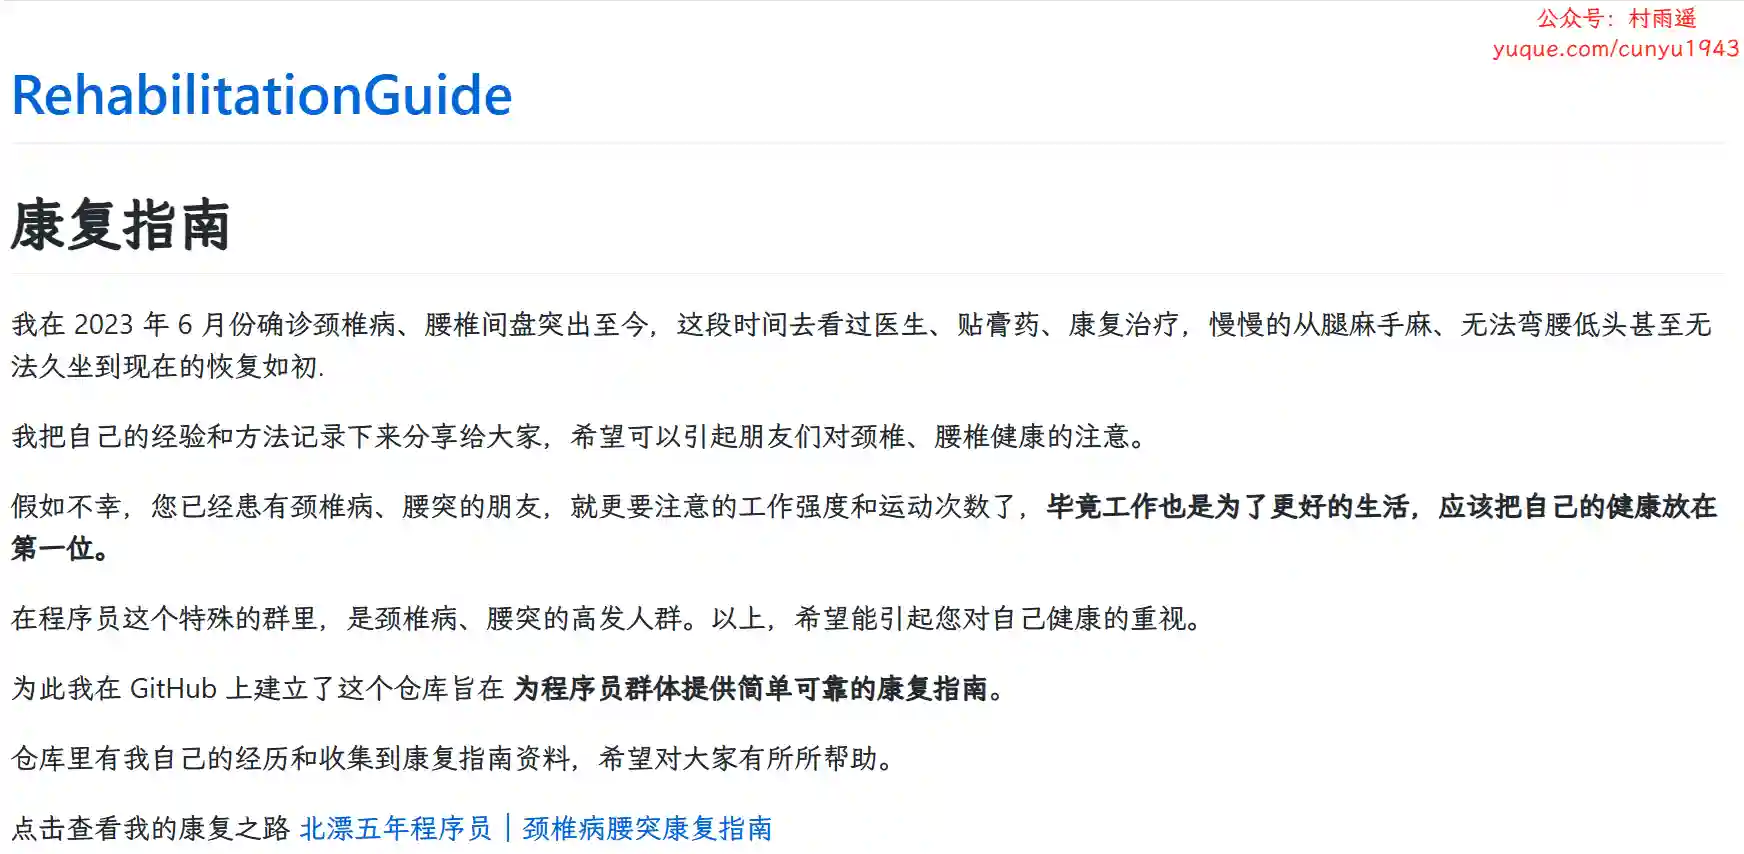 公众号：村雨遥
yuque.com/cunyu1943
RehabilitationGuide
康复指南
我在 2023 年 6 月份确诊颈椎病、腰椎间盘突出至今，这段时间去看过医生、贴膏药、康复治疗，慢慢的从腿麻手麻、无法弯腰低头甚至无
法久坐到现在的恢复如初.
我把自己的经验和方法记录下来分享给大家，希望可以引起朋友们对颈椎、腰椎健康的注意。
假如不幸，您已经患有颈椎病、腰突的朋友，就更要注意的工作强度和运动次数了，毕竟工作也是为了更好的生活，应该把自己的健康放在
第一位。
在程序员这个特殊的群里，是颈椎病、腰突的高发人群。以上，希望能引起您对自己健康的重视。
为此我在 GitHub 上建立了这个仓库旨在 为程序员群体提供简单可靠的康复指南。
仓库里有我自己的经历和收集到康复指南资料，希望对大家有所所帮助。
点击查看我的康复之路 北漂五年程序员｜颈椎病腰突康复指南